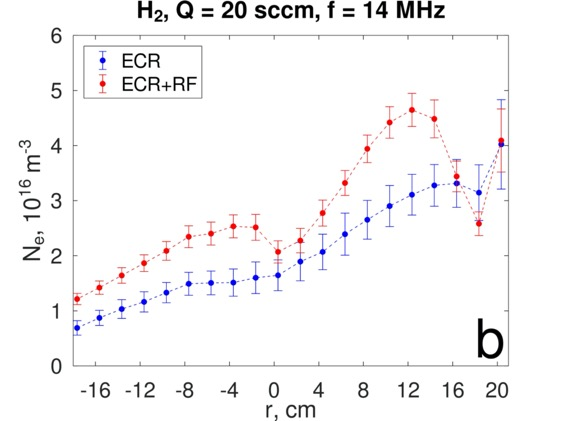 H₂, Q = 20 sccm, f = 14 MHz
6
ECR
ECR+RF
5
4
3
2
1
0
Nₑ, 10¹⁶ m⁻³
-16 -12 -8 -4 0 4 8 12 16 20
r, cm
b